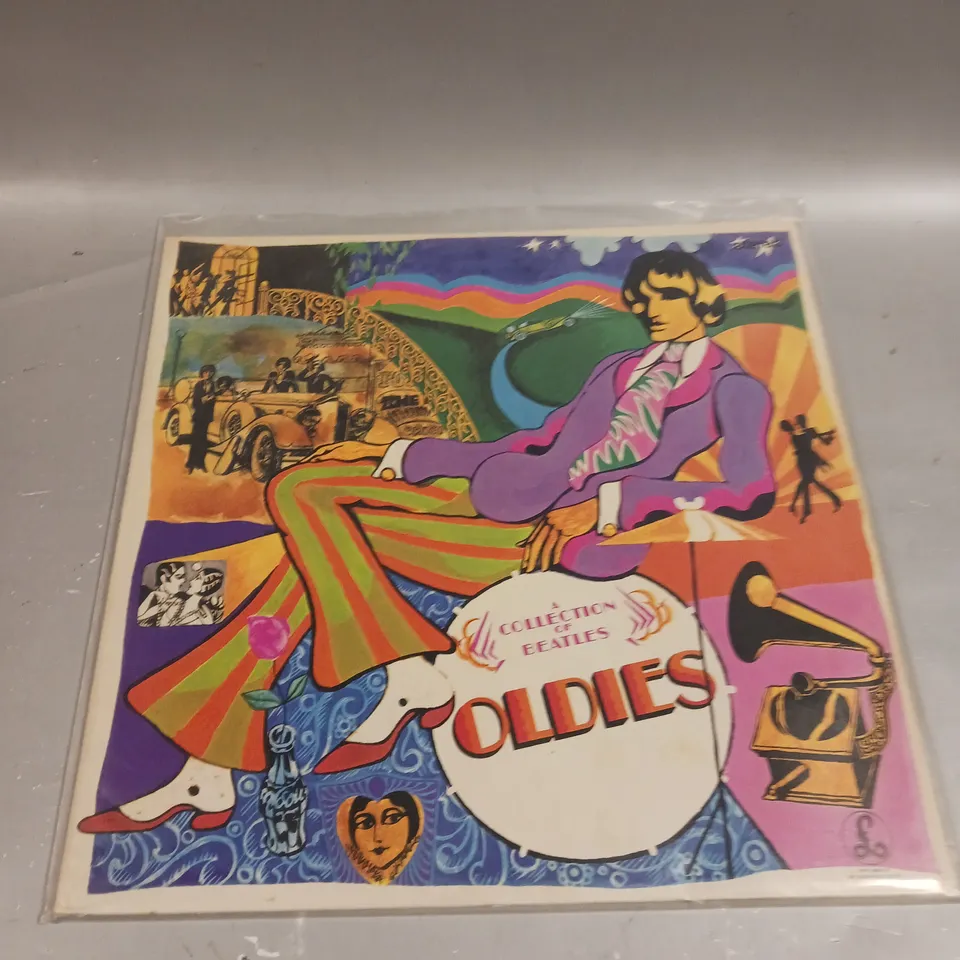 A
COLLECTION
OF
BEATLES
OLDIES
£